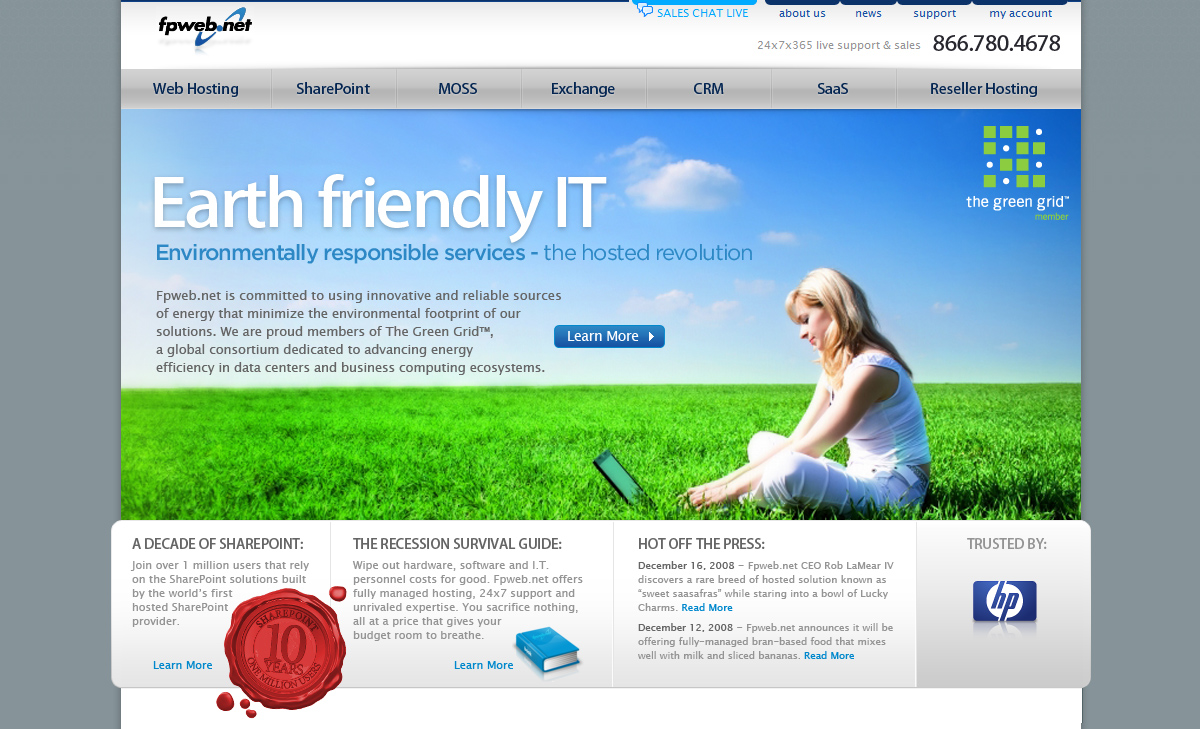 fpweb.net
SALES CHAT LIVE
about us
news
support
my account
24x7x365 live support & sales
866.780.4678
Web Hosting
SharePoint
MOSS
Exchange
CRM
SaaS
Reseller Hosting
the green grid™
member
Earth friendly IT
Environmentally responsible services - the hosted revolution
Fpweb.net is committed to using innovative and reliable sources
of energy that minimize the environmental footprint of our
solutions. We are proud members of The Green Grid™,
a global consortium dedicated to advancing energy
efficiency in data centers and business computing ecosystems.
Learn More
A DECADE OF SHAREPOINT:
Join over 1 million users that rely
on the SharePoint solutions built
by the world's first
hosted SharePoint
provider.
Learn More
SHAREPOINT
10
YEARS
ONE MILLION USERS
THE RECESSION SURVIVAL GUIDE:
Wipe out hardware, software and I.T.
personnel costs for good. Fpweb.net offers
fully managed hosting, 24x7 support and
unrivaled expertise. You sacrifice nothing,
all at a price that gives your
budget room to breathe.
Learn More
HOT OFF THE PRESS:
December 16, 2008 – Fpweb.net CEO Rob LaMear IV
discovers a rare breed of hosted solution known as
“sweet saasafras” while staring into a bowl of Lucky
Charms. Read More
December 12, 2008 – Fpweb.net announces it will be
offering fully-managed bran-based food that mixes
well with milk and sliced bananas. Read More
TRUSTED BY:
hp